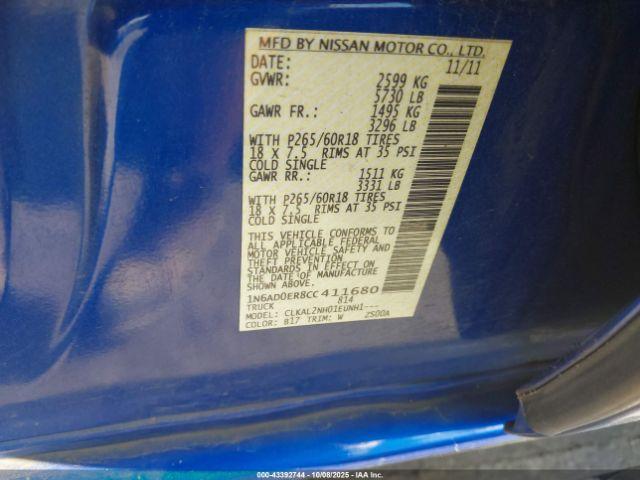 MFD BY NISSAN MOTOR CO., LTD.
DATE: 11/11
GVWR: 2599 KG
5730 LB
GAWR FR.: 1495 KG
3296 LB
WITH P265/60R18 TIRES
18 X 7.5 RIMS AT 35 PSI
COLD SINGLE
GAWR RR.: 1511 KG
3331 LB
WITH P265/60R18 TIRES
18 X 7.5 RIMS AT 35 PSI
COLD SINGLE
THIS VEHICLE CONFORMS TO
ALL APPLICABLE FEDERAL
MOTOR VEHICLE SAFETY AND
THEFT PREVENTION
STANDARDS IN EFFECT ON
THE DATE OF MANUFACTURE
SHOWN ABOVE.
1N6AD0ER8CC 411680
TRUCK 814
MODEL: CLKAL2NH01EUNH1---
COLOR: B17 TRIM: W 2S00A
000-43392744 - 10/08/2025 - IAA Inc.